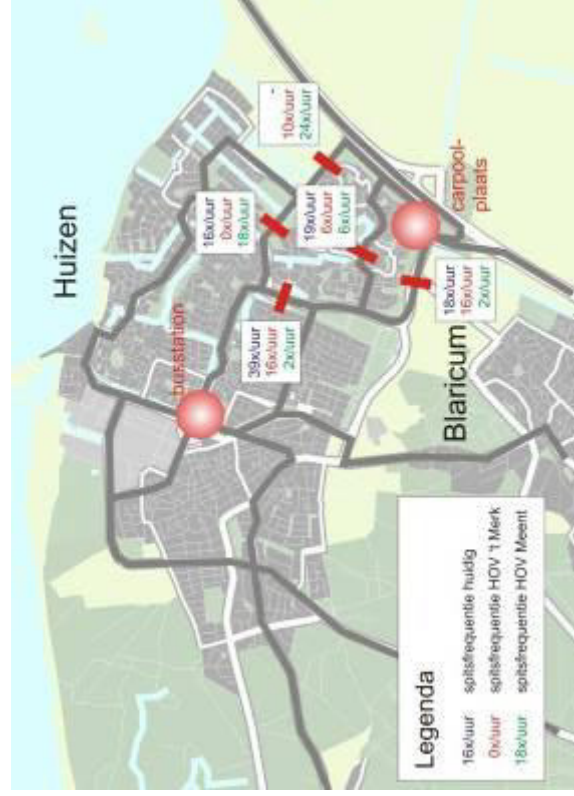 Huizen
busstation
16x/uur
0x/uur
18x/uur
-
10x/uur
24x/uur
39x/uur
16x/uur
2x/uur
19x/uur
6x/uur
6x/uur
carpool-
plaats
18x/uur
16x/uur
2x/uur
Blaricum
Legenda
16x/uur spitsfrequentie huidig
0x/uur spitsfrequentie HOV 't Merk
18x/uur spitsfrequentie HOV Meent